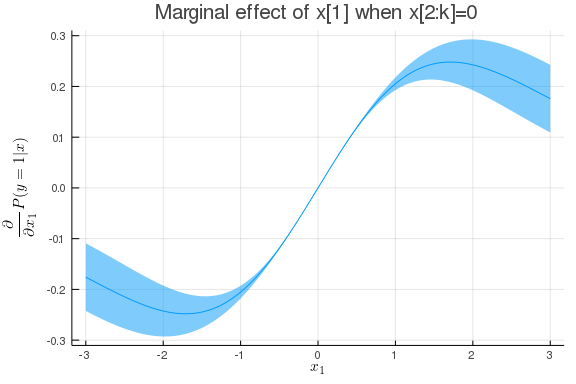 Marginal effect of x[1] when x[2:k]=0
0.3
0.2
0.1
0.0
-0.1
-0.2
-0.3
∂/∂x₁ P(y = 1|x)
-3 -2 -1 0 1 2 3
x₁